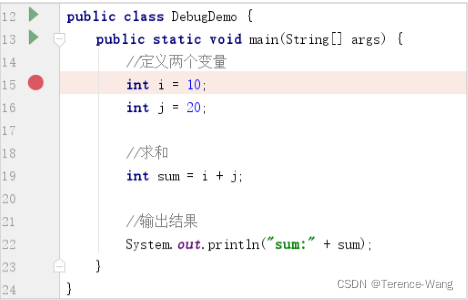 12 public class DebugDemo {
13 public static void main(String[] args) {
14 //定义两个变量
15 int i = 10;
16 int j = 20;
17
18 //求和
19 int sum = i + j;
20
21 //输出结果
22 System.out.println("sum:" + sum);
23 }
24 }
CSDN @Terence-Wang